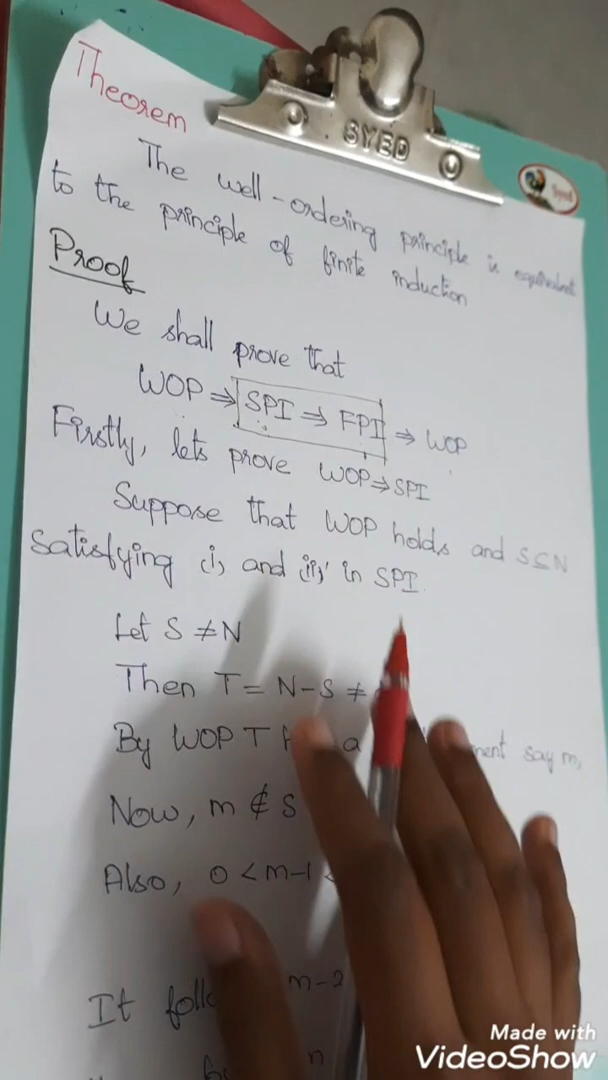 SYED
Syed
Theorem
The well-ordering principle is equivalent
to the principle of finite induction
Proof
We shall prove that
WOP ⇒ SPI ⇒ FPI ⇒ WOP
Firstly, lets prove WOP⇒SPI
Suppose that WOP holds and S⊆N
Satisfying (i) and (ii)' in SPI.
Let S ≠ N
Then T = N-S ≠
By WOP T a say m,
Now, m ∉ S
Also, 0 < m-1 <
It m-2
n
Made with
VideoShow